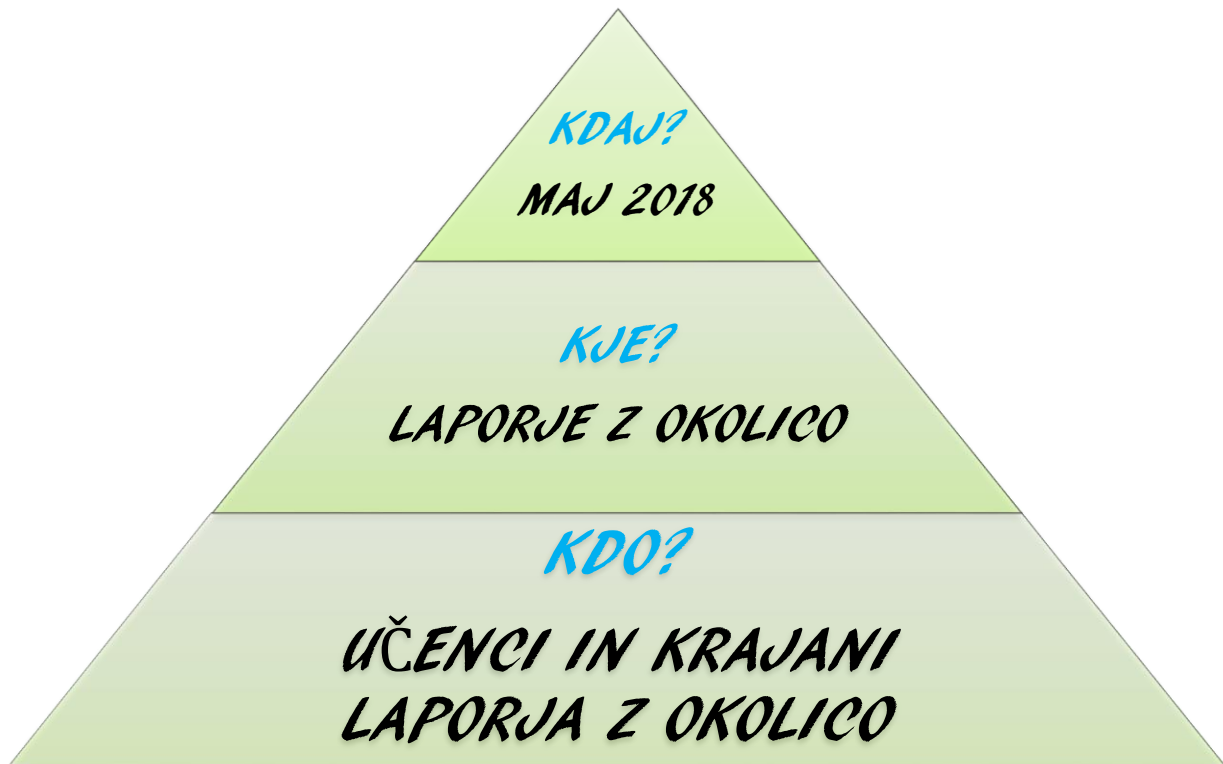 KDAJ?
MAJ 2018
KJE?
LAPORJE Z OKOLICO
KDO?
UČENCI IN KRAJANI
LAPORJA Z OKOLICO